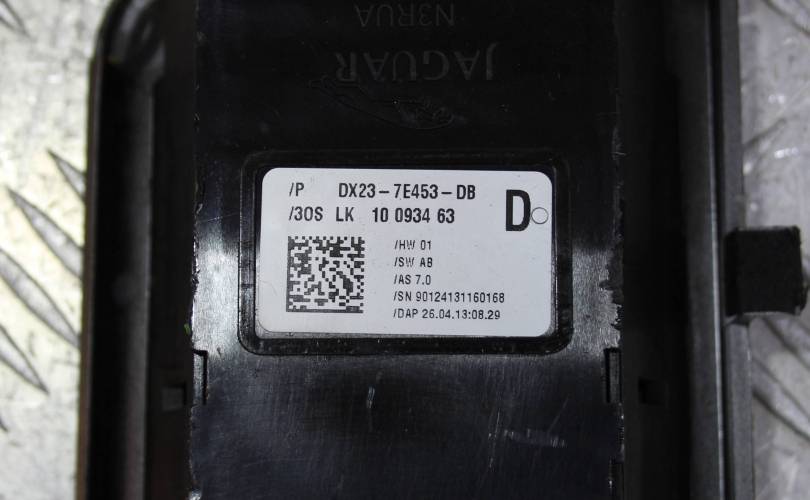 N3RUA
JAGUAR
/P DX23-7E453-DB
/30S LK 10 0934 63
D
/HW 01
/SW AB
/AS 7.0
/SN 90124131160168
/DAP 26.04.13:08.29